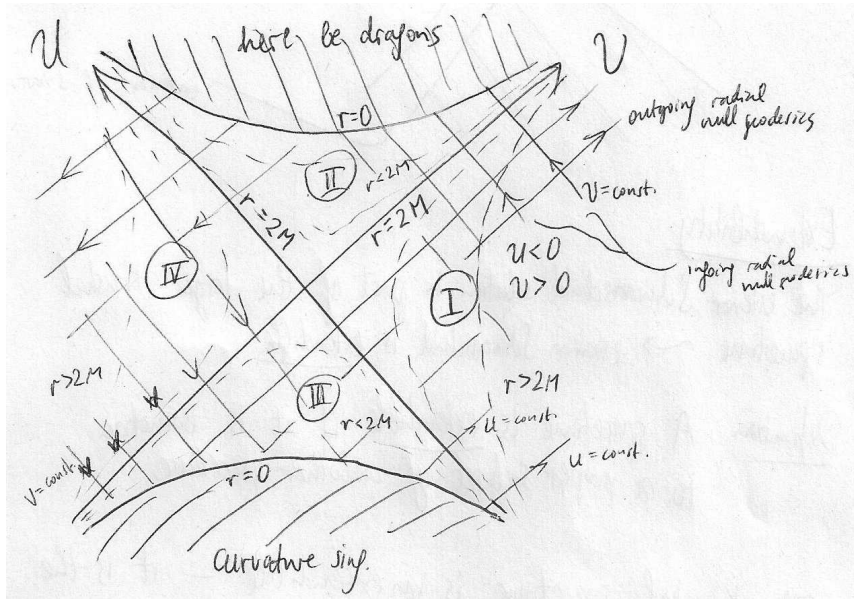 U
here be dragons
V
r=0
outgoing radial
null geodesics
II
r<2M
V=const.
r=2M
r=2M
U<0
V>0
ingoing radial
null geodesics
IV
I
r>2M
III
r<2M
r>2M
U=const.
U=const.
V=const.
r=0
Curvature sing.